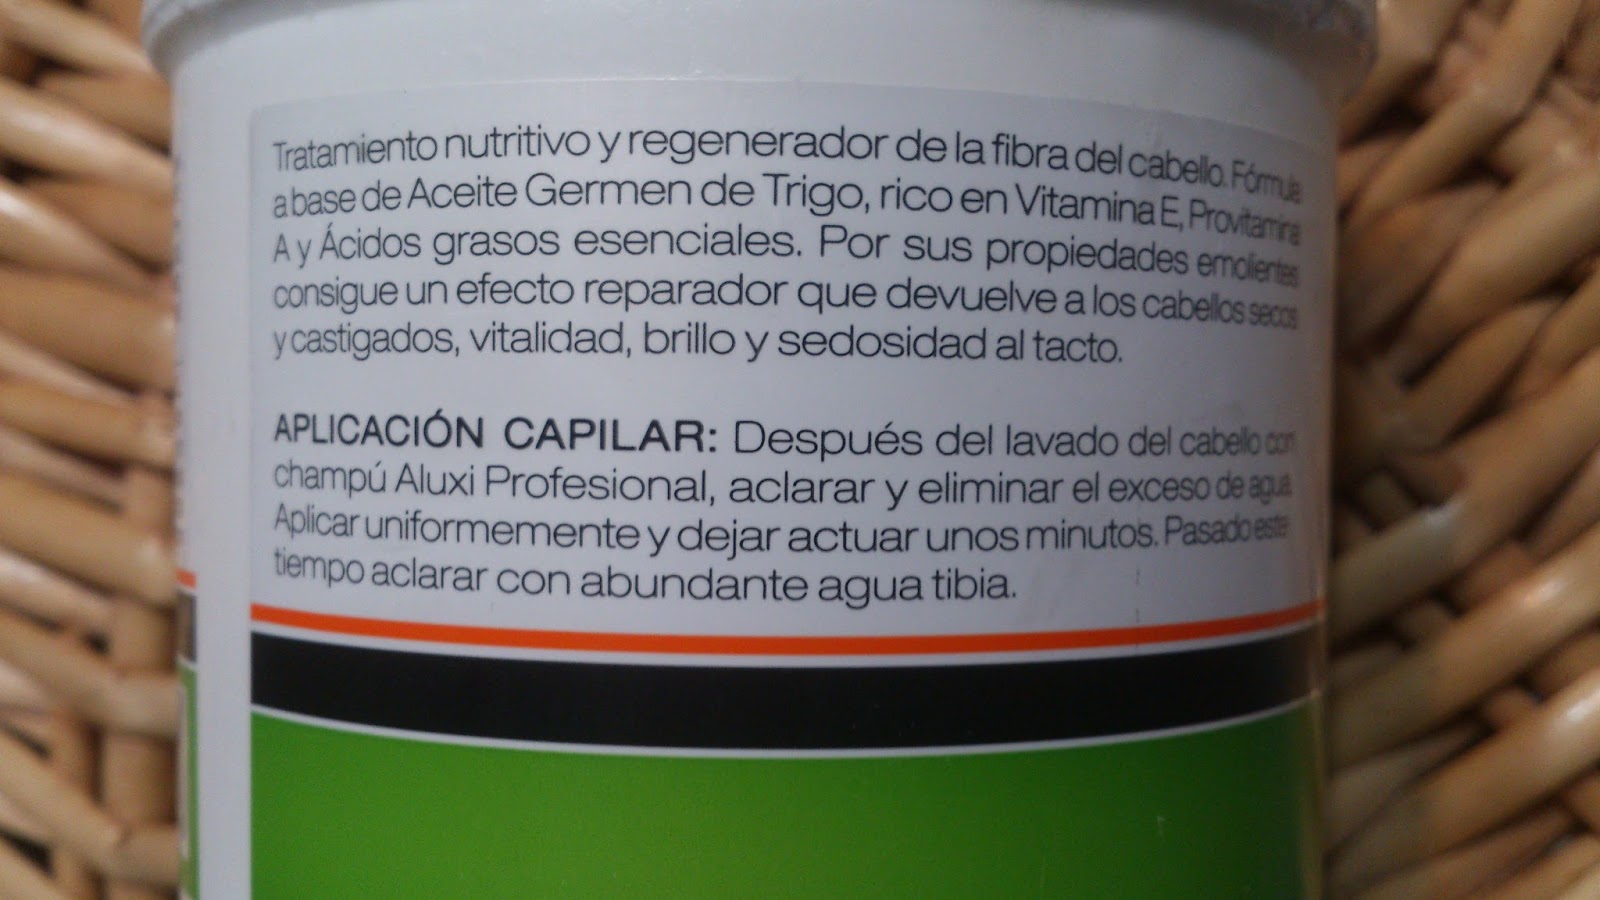 Tratamiento nutritivo y regenerador de la fibra del cabello. Fórmula
a base de Aceite Germen de Trigo, rico en Vitamina E, Provitamina
A y Ácidos grasos esenciales. Por sus propiedades emolientes
consigue un efecto reparador que devuelve a los cabellos secos
y castigados, vitalidad, brillo y sedosidad al tacto.
APLICACIÓN CAPILAR: Después del lavado del cabello con
champú Aluxi Profesional, aclarar y eliminar el exceso de agua.
Aplicar uniformemente y dejar actuar unos minutos. Pasado este
tiempo aclarar con abundante agua tibia.